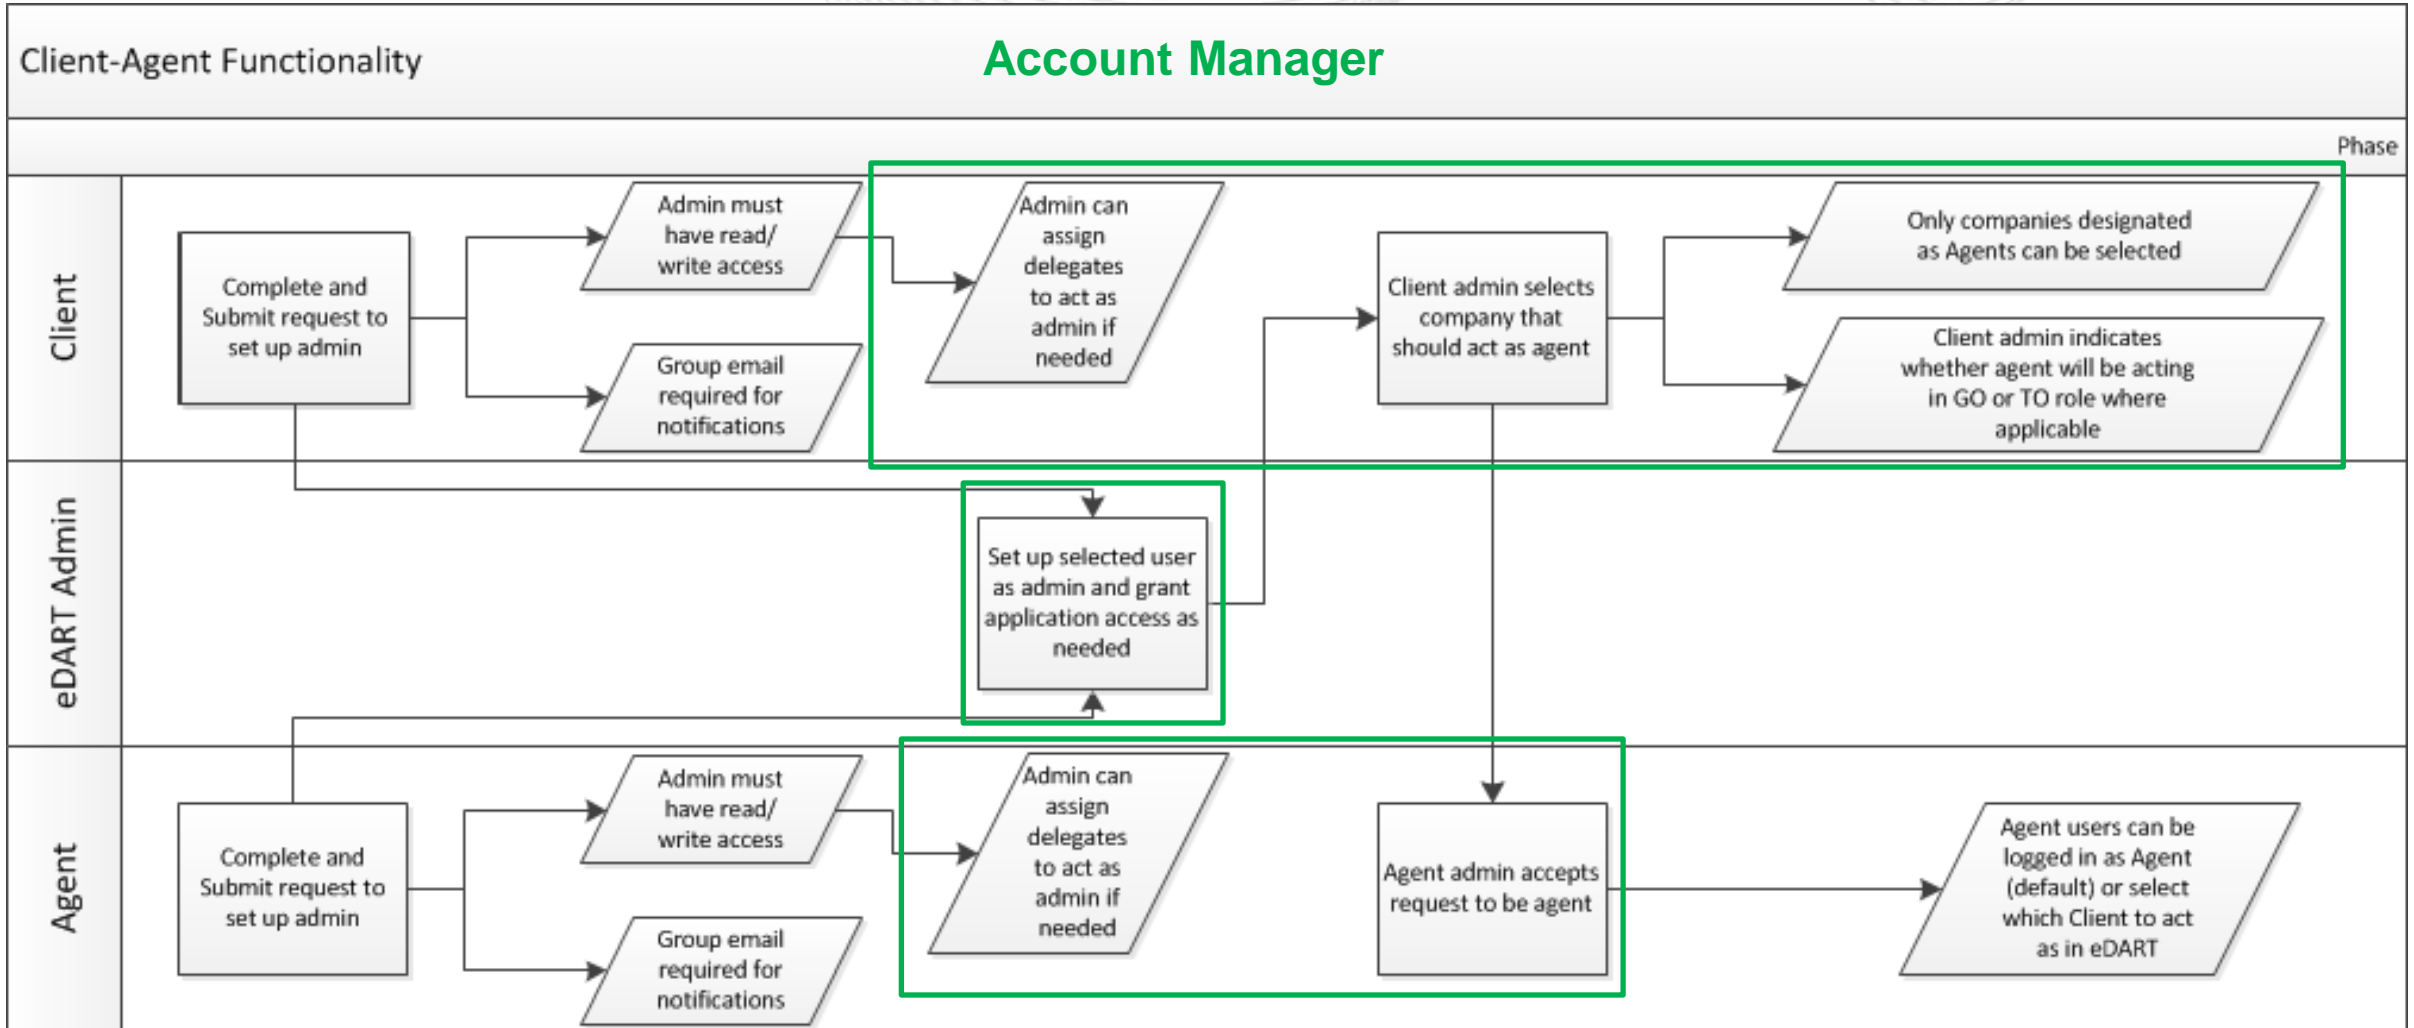 Client-Agent Functionality
Account Manager
Phase
Client
Complete and
Submit request to
set up admin
Admin must
have read/
write access
Group email
required for
notifications
Admin can
assign
delegates
to act as
admin if
needed
Client admin selects
company that
should act as agent
Only companies designated
as Agents can be selected
Client admin indicates
whether agent will be acting
in GO or TO role where
applicable
eDART Admin
Set up selected user
as admin and grant
application access as
needed
Agent
Complete and
Submit request to
set up admin
Admin must
have read/
write access
Group email
required for
notifications
Admin can
assign
delegates
to act as
admin if
needed
Agent admin accepts
request to be agent
Agent users can be
logged in as Agent
(default) or select
which Client to act
as in eDART